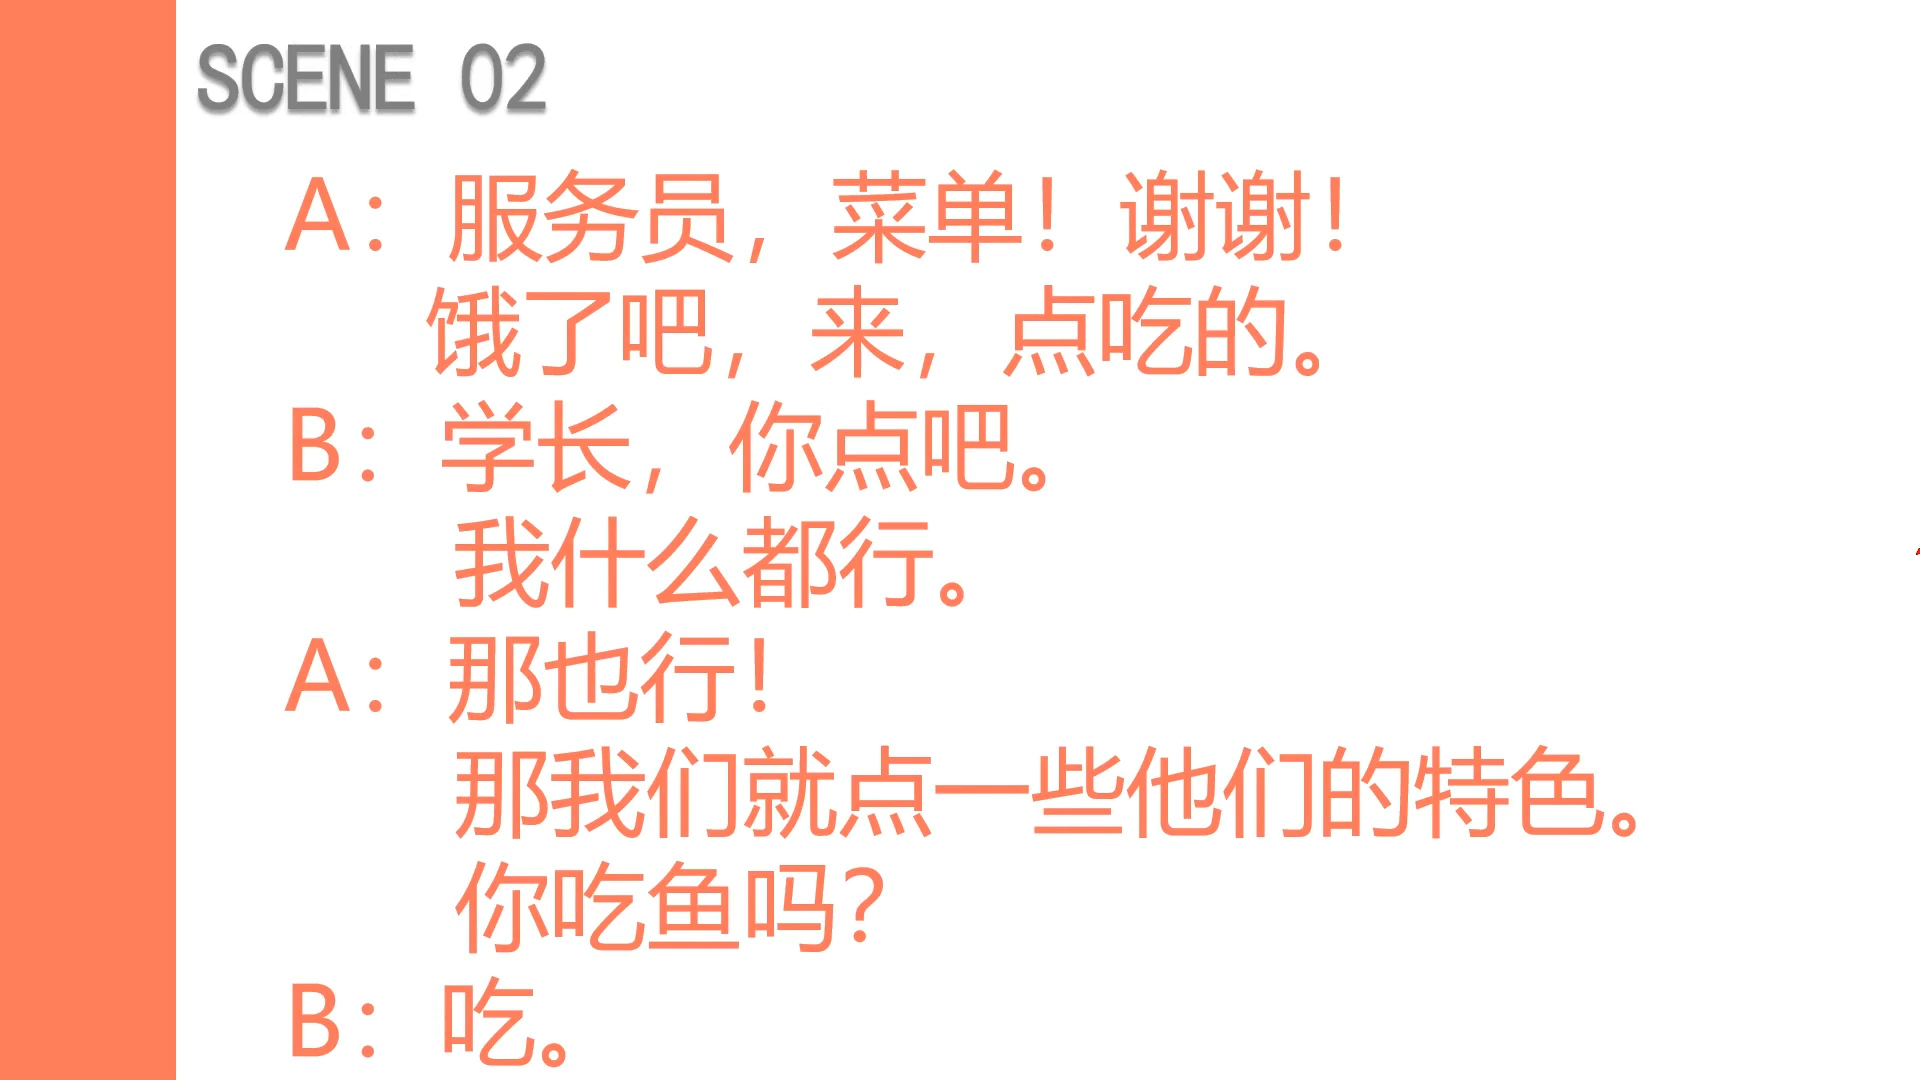 SCENE 02
A：服务员，菜单！谢谢！
饿了吧，来，点吃的。
B：学长，你点吧。
我什么都行。
A：那也行！
那我们就点一些他们的特色。
你吃鱼吗？
B：吃。